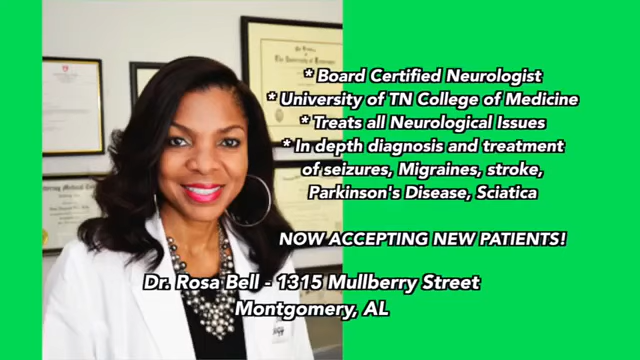 * Board Certified Neurologist
* University of TN College of Medicine
* Treats all Neurological Issues
* In depth diagnosis and treatment
of seizures, Migraines, stroke,
Parkinson's Disease, Sciatica
NOW ACCEPTING NEW PATIENTS!
Dr. Rosa Bell - 1315 Mullberry Street
Montgomery, AL